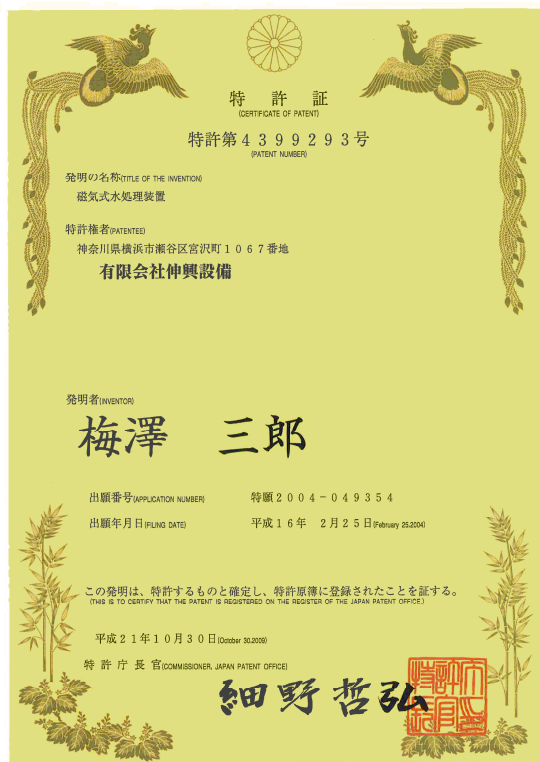 特許証
(CERTIFICATE OF PATENT)
特許第4399293号
(PATENT NUMBER)
発明の名称(TITLE OF THE INVENTION)
磁気式水処理装置
特許権者(PATENTEE)
神奈川県横浜市瀬谷区宮沢町1067番地
有限会社伸興設備
発明者(INVENTOR)
梅澤 三郎
出願番号(APPLICATION NUMBER) 特願2004-049354
出願年月日(FILING DATE) 平成16年 2月25日(February 25,2004)
この発明は、特許するものと確定し、特許原簿に登録されたことを証する。
(THIS IS TO CERTIFY THAT THE PATENT IS REGISTERED ON THE REGISTER OF THE JAPAN PATENT OFFICE.)
平成21年10月30日(October 30,2009)
特許庁長官(COMMISSIONER, JAPAN PATENT OFFICE)
細野哲弘